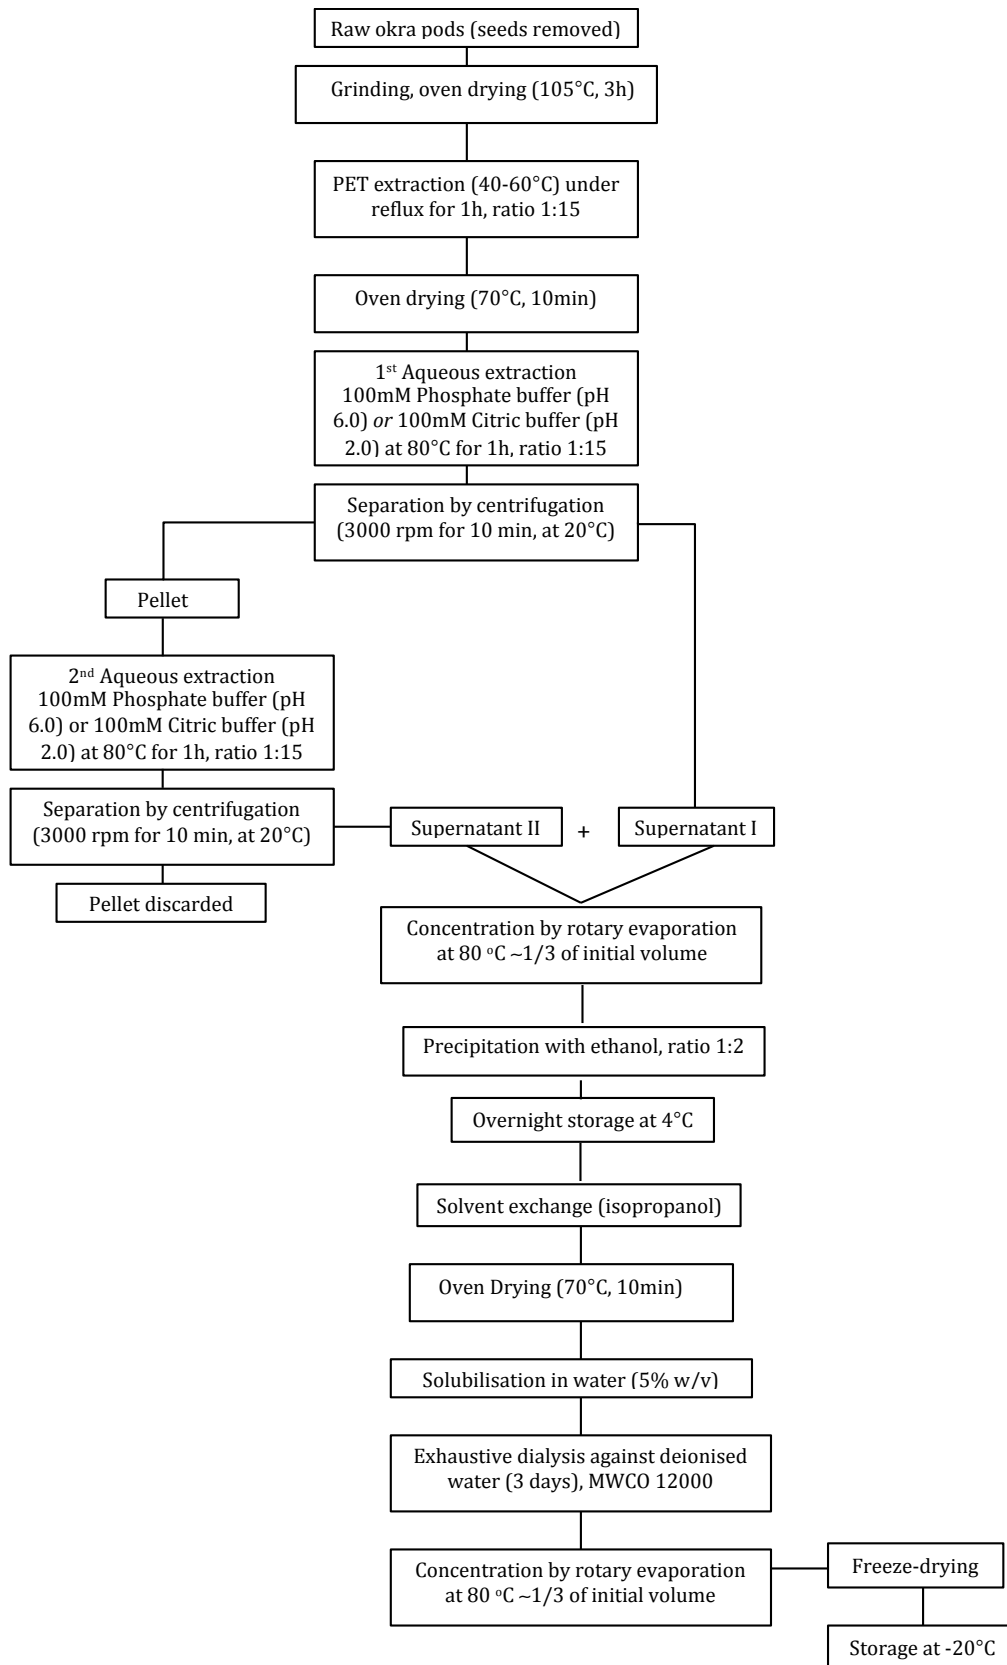 Raw okra pods (seeds removed)
Grinding, oven drying (105°C, 3h)
PET extraction (40-60°C) under
reflux for 1h, ratio 1:15
Oven drying (70°C, 10min)
1st Aqueous extraction
100mM Phosphate buffer (pH
6.0) or 100mM Citric buffer (pH
2.0) at 80°C for 1h, ratio 1:15
Separation by centrifugation
(3000 rpm for 10 min, at 20°C)
Pellet
2nd Aqueous extraction
100mM Phosphate buffer (pH
6.0) or 100mM Citric buffer (pH
2.0) at 80°C for 1h, ratio 1:15
Separation by centrifugation
(3000 rpm for 10 min, at 20°C)
Supernatant II + Supernatant I
Pellet discarded
Concentration by rotary evaporation
at 80 °C ~1/3 of initial volume
Precipitation with ethanol, ratio 1:2
Overnight storage at 4°C
Solvent exchange (isopropanol)
Oven Drying (70°C, 10min)
Solubilisation in water (5% w/v)
Exhaustive dialysis against deionised
water (3 days), MWCO 12000
Concentration by rotary evaporation
at 80 °C ~1/3 of initial volume
Freeze-drying
Storage at -20°C